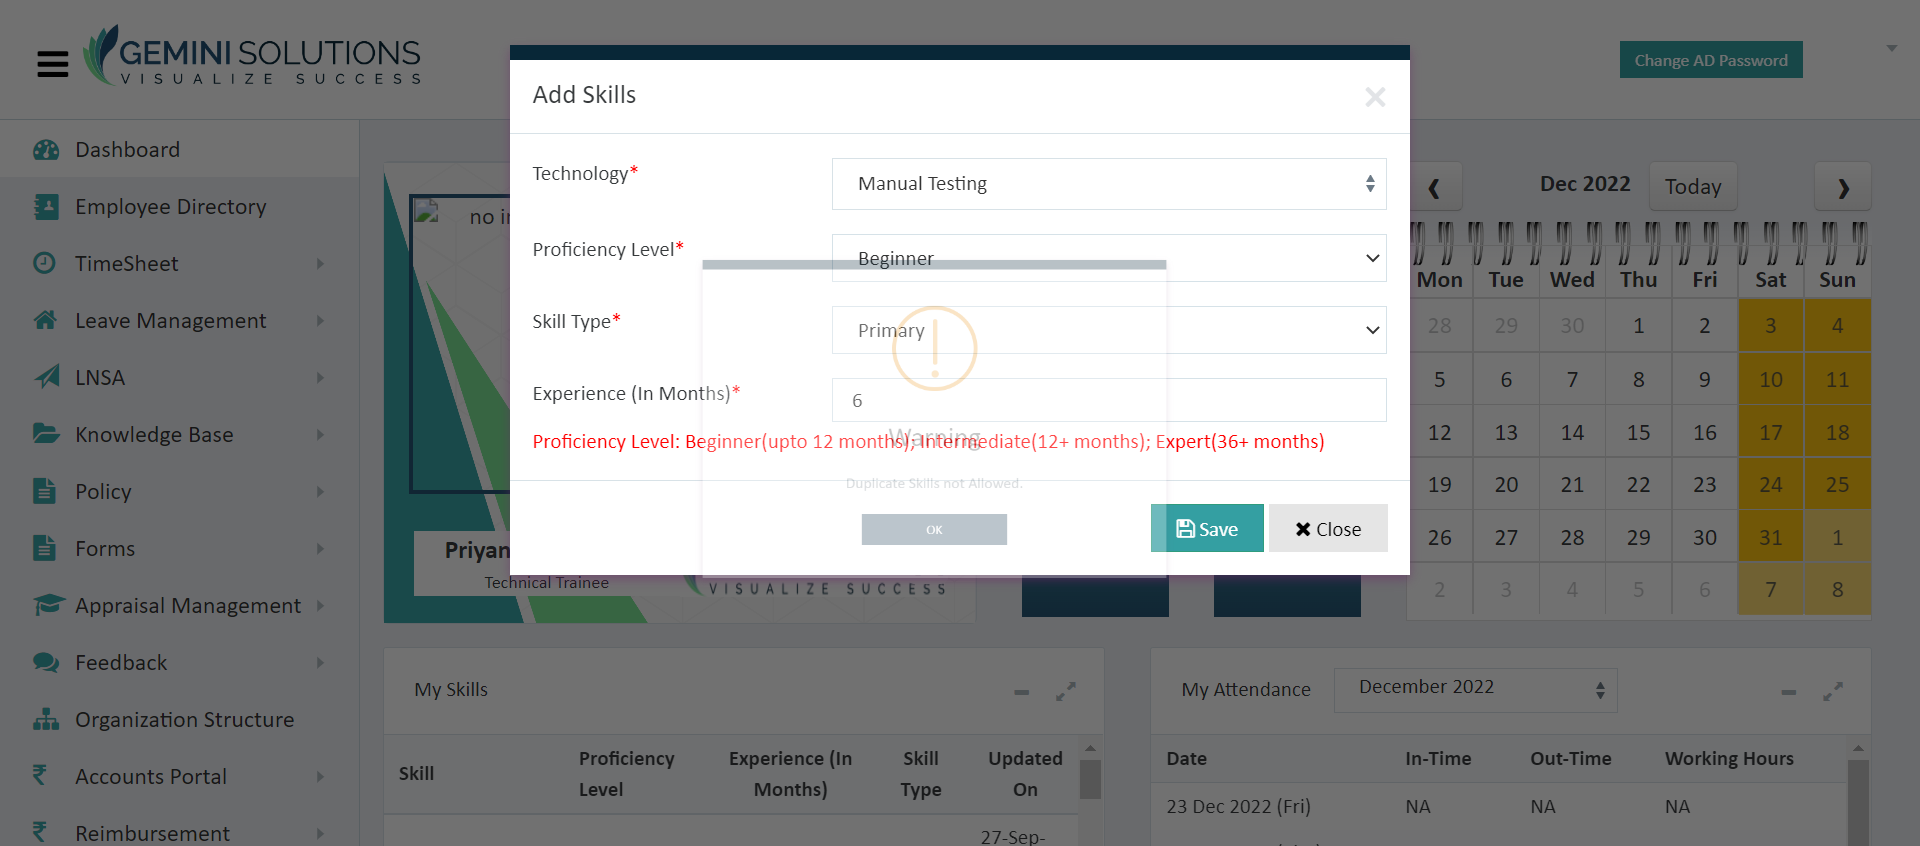 GEMINI SOLUTIONS
VISUALIZE SUCCESS
Change AD Password
Dashboard
Employee Directory
TimeSheet
Leave Management
LNSA
Knowledge Base
Policy
Forms
Appraisal Management
Feedback
Organization Structure
Accounts Portal
Reimbursement
no i
Priyan
Technical Trainee
VISUALIZE SUCCESS
Add Skills
Technology*
Manual Testing
Proficiency Level*
Beginner
Skill Type*
Primary
Experience (In Months)*
6
Proficiency Level: Beginner(upto 12 months); Intermediate(12+ months); Expert(36+ months)
Warning
Duplicate Skills not Allowed.
OK
Save
Close
Dec 2022
Today
Mon Tue Wed Thu Fri Sat Sun
28 29 30 1 2 3 4
5 6 7 8 9 10 11
12 13 14 15 16 17 18
19 20 21 22 23 24 25
26 27 28 29 30 31 1
2 3 4 5 6 7 8
My Skills
Skill
Proficiency Level
Experience (In Months)
Skill Type
Updated On
27-Sep-
My Attendance
December 2022
Date In-Time Out-Time Working Hours
23 Dec 2022 (Fri) NA NA NA